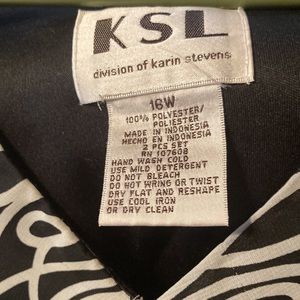 KSL
division of karin stevens
16W
100% POLYESTER/
POLIESTER
MADE IN INDONESIA
HECHO EN INDONESIA
2 PCS SET
RN 107608
HAND WASH COLD
USE MILD DETERGENT
DO NOT BLEACH
DO NOT WRING OR TWIST
DRY FLAT AND RESHAPE
USE COOL IRON
OR DRY CLEAN